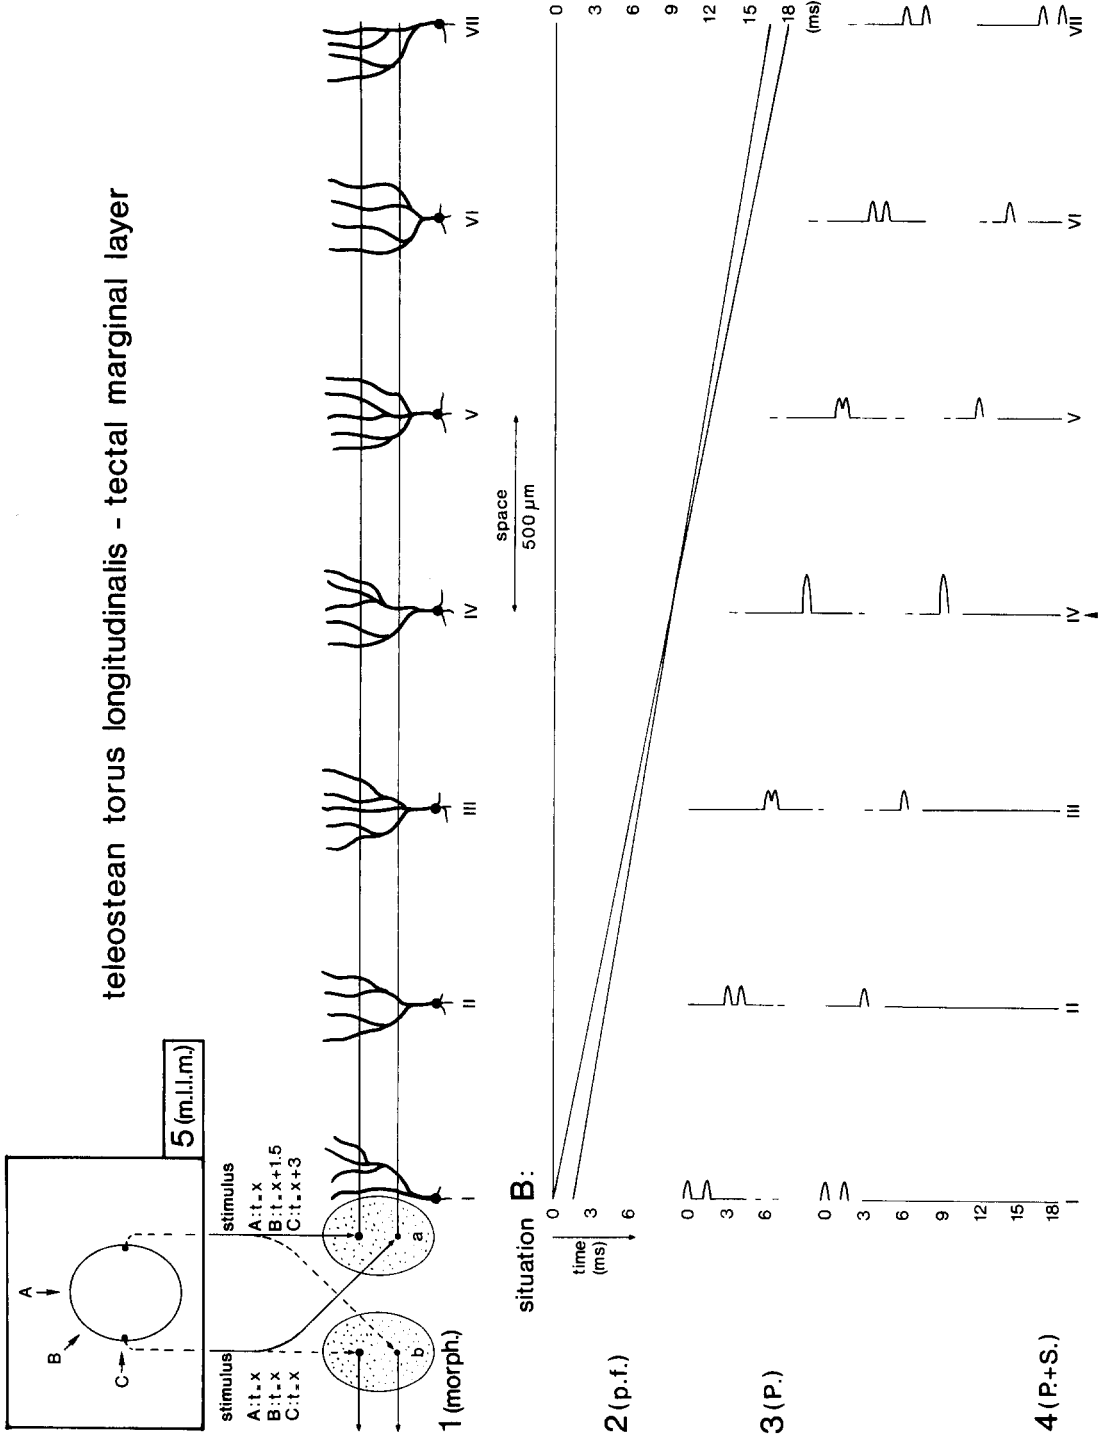 teleostean torus longitudinalis - tectal marginal layer
A
B
C
5 (m.l.l.m.)
stimulus
A:t=x
B:t=x
C:t=x
stimulus
A:t=x
B:t=x+1.5
C:t=x+3
b
a
1 (morph.)
I
II
III
IV
V
VI
VII
space
500 μm
situation B:
2 (p.f.)
time
(ms)
0
3
6
0
3
6
9
12
15
18
(ms)
3 (P.)
0
3
6
4 (P.+S.)
0
3
6
9
12
15
18
I
II
III
IV
V
VI
VII